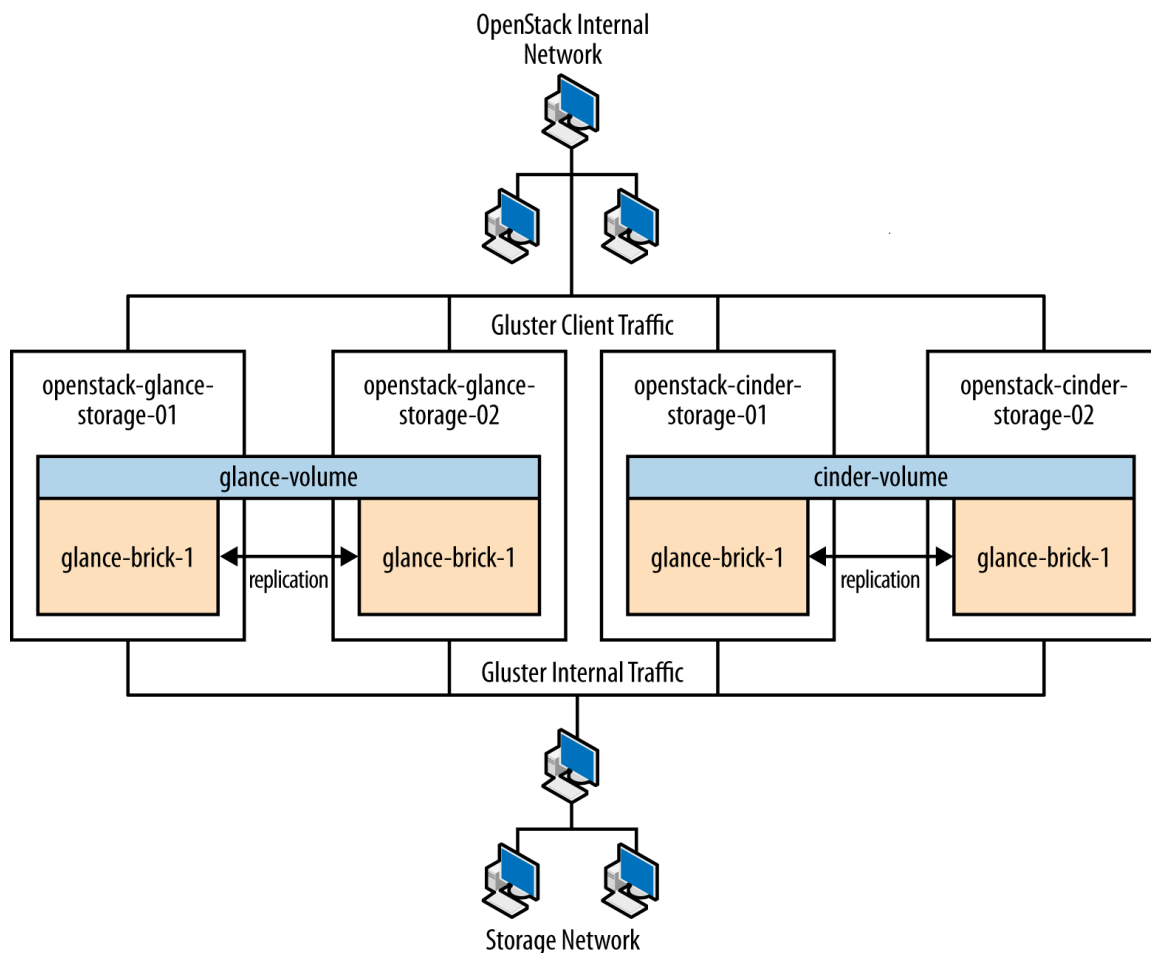 OpenStack Internal
Network
Gluster Client Traffic
openstack-glance-
storage-01
openstack-glance-
storage-02
openstack-cinder-
storage-01
openstack-cinder-
storage-02
glance-volume
cinder-volume
glance-brick-1
replication
glance-brick-1
glance-brick-1
replication
glance-brick-1
Gluster Internal Traffic
Storage Network